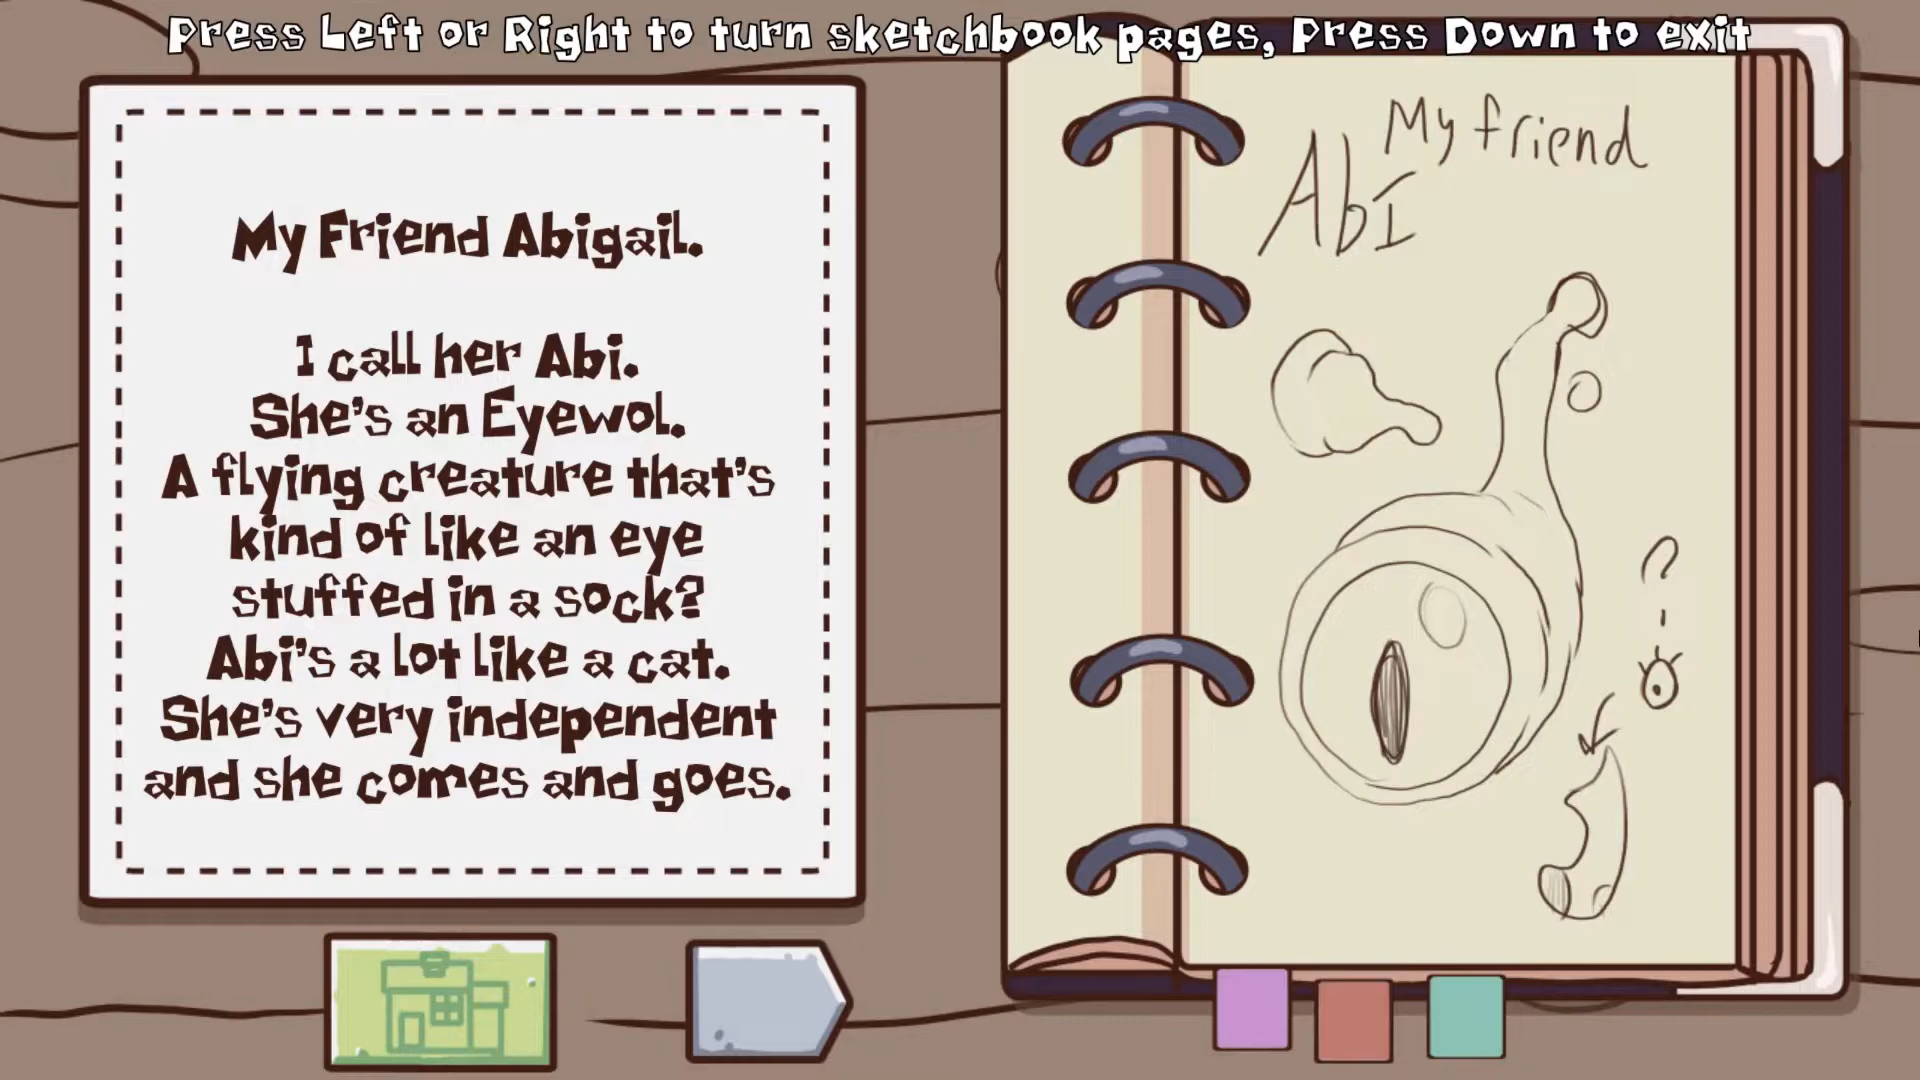 Press Left or Right to turn sketchbook pages, Press Down to exit
My Friend Abigail.
I call her Abi.
She's an Eyewol.
A flying creature that's
kind of like an eye
stuffed in a sock?
Abi's a lot like a cat.
She's very independent
and she comes and goes.
My friend
Abi
?